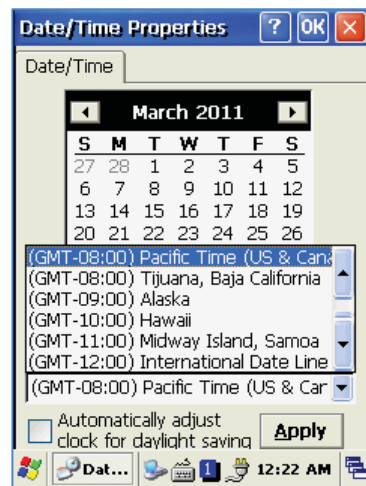 Date/Time Properties ? OK
Date/Time
March 2011
S M T W T F S
27 28 1 2 3 4 5
6 7 8 9 10 11 12
13 14 15 16 17 18 19
20 21 22 23 24 25 26
(GMT-08:00) Pacific Time (US & Can
(GMT-08:00) Tijuana, Baja California
(GMT-09:00) Alaska
(GMT-10:00) Hawaii
(GMT-11:00) Midway Island, Samoa
(GMT-12:00) International Date Line
(GMT-08:00) Pacific Time (US & Car
Automatically adjust
clock for daylight saving
Apply
Dat... 1 12:22 AM